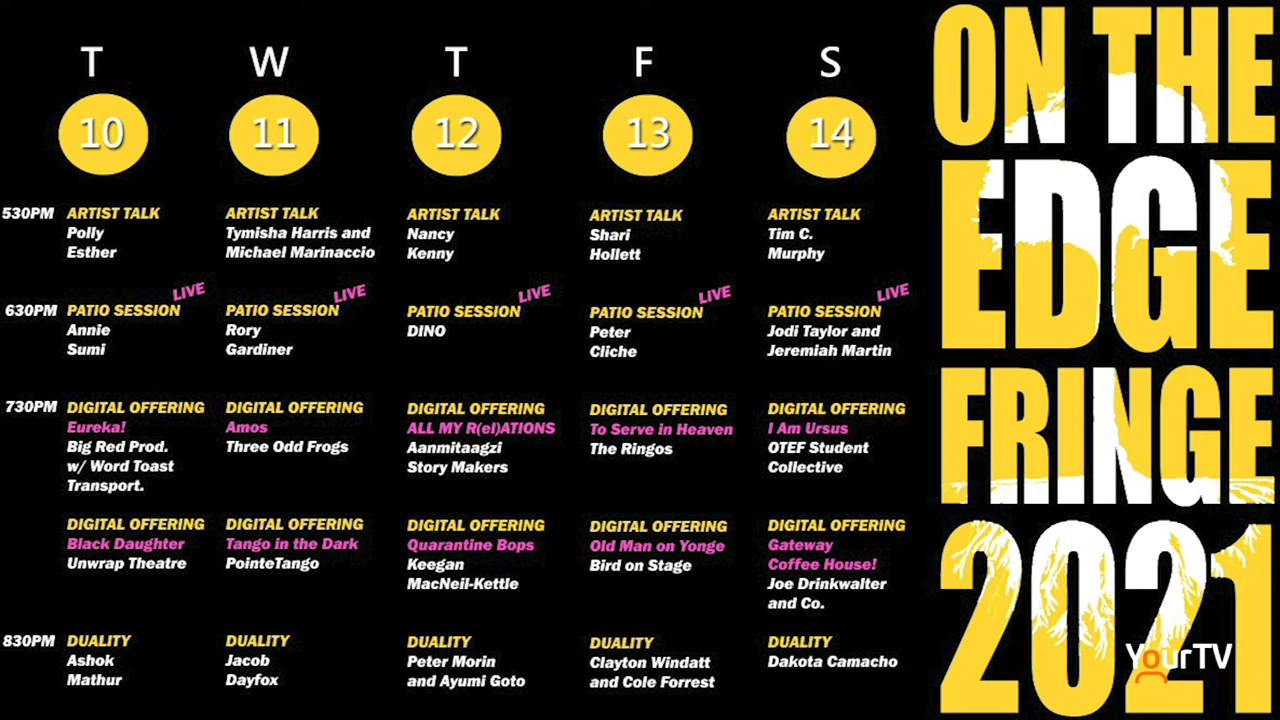 T W T F S
10 11 12 13 14
530PM
ARTIST TALK
Polly
Esther
ARTIST TALK
Tymisha Harris and
Michael Marinaccio
ARTIST TALK
Nancy
Kenny
ARTIST TALK
Shari
Hollett
ARTIST TALK
Tim C.
Murphy
630PM
PATIO SESSION LIVE
Annie
Sumi
PATIO SESSION LIVE
Rory
Gardiner
PATIO SESSION LIVE
DINO
PATIO SESSION LIVE
Peter
Cliche
PATIO SESSION LIVE
Jodi Taylor and
Jeremiah Martin
730PM
DIGITAL OFFERING
Eureka!
Big Red Prod.
w/ Word Toast
Transport.
DIGITAL OFFERING
Amos
Three Odd Frogs
DIGITAL OFFERING
ALL MY R(el)ATIONS
Aanmitaagzi
Story Makers
DIGITAL OFFERING
To Serve in Heaven
The Ringos
DIGITAL OFFERING
I Am Ursus
OTEF Student
Collective
DIGITAL OFFERING
Black Daughter
Unwrap Theatre
DIGITAL OFFERING
Tango in the Dark
PointeTango
DIGITAL OFFERING
Quarantine Bops
Keegan
MacNeil-Kettle
DIGITAL OFFERING
Old Man on Yonge
Bird on Stage
DIGITAL OFFERING
Gateway
Coffee House!
Joe Drinkwalter
and Co.
830PM
DUALITY
Ashok
Mathur
DUALITY
Jacob
Dayfox
DUALITY
Peter Morin
and Ayumi Goto
DUALITY
Clayton Windatt
and Cole Forrest
DUALITY
Dakota Camacho
ON THE
EDGE
FRINGE
2021
YourTV